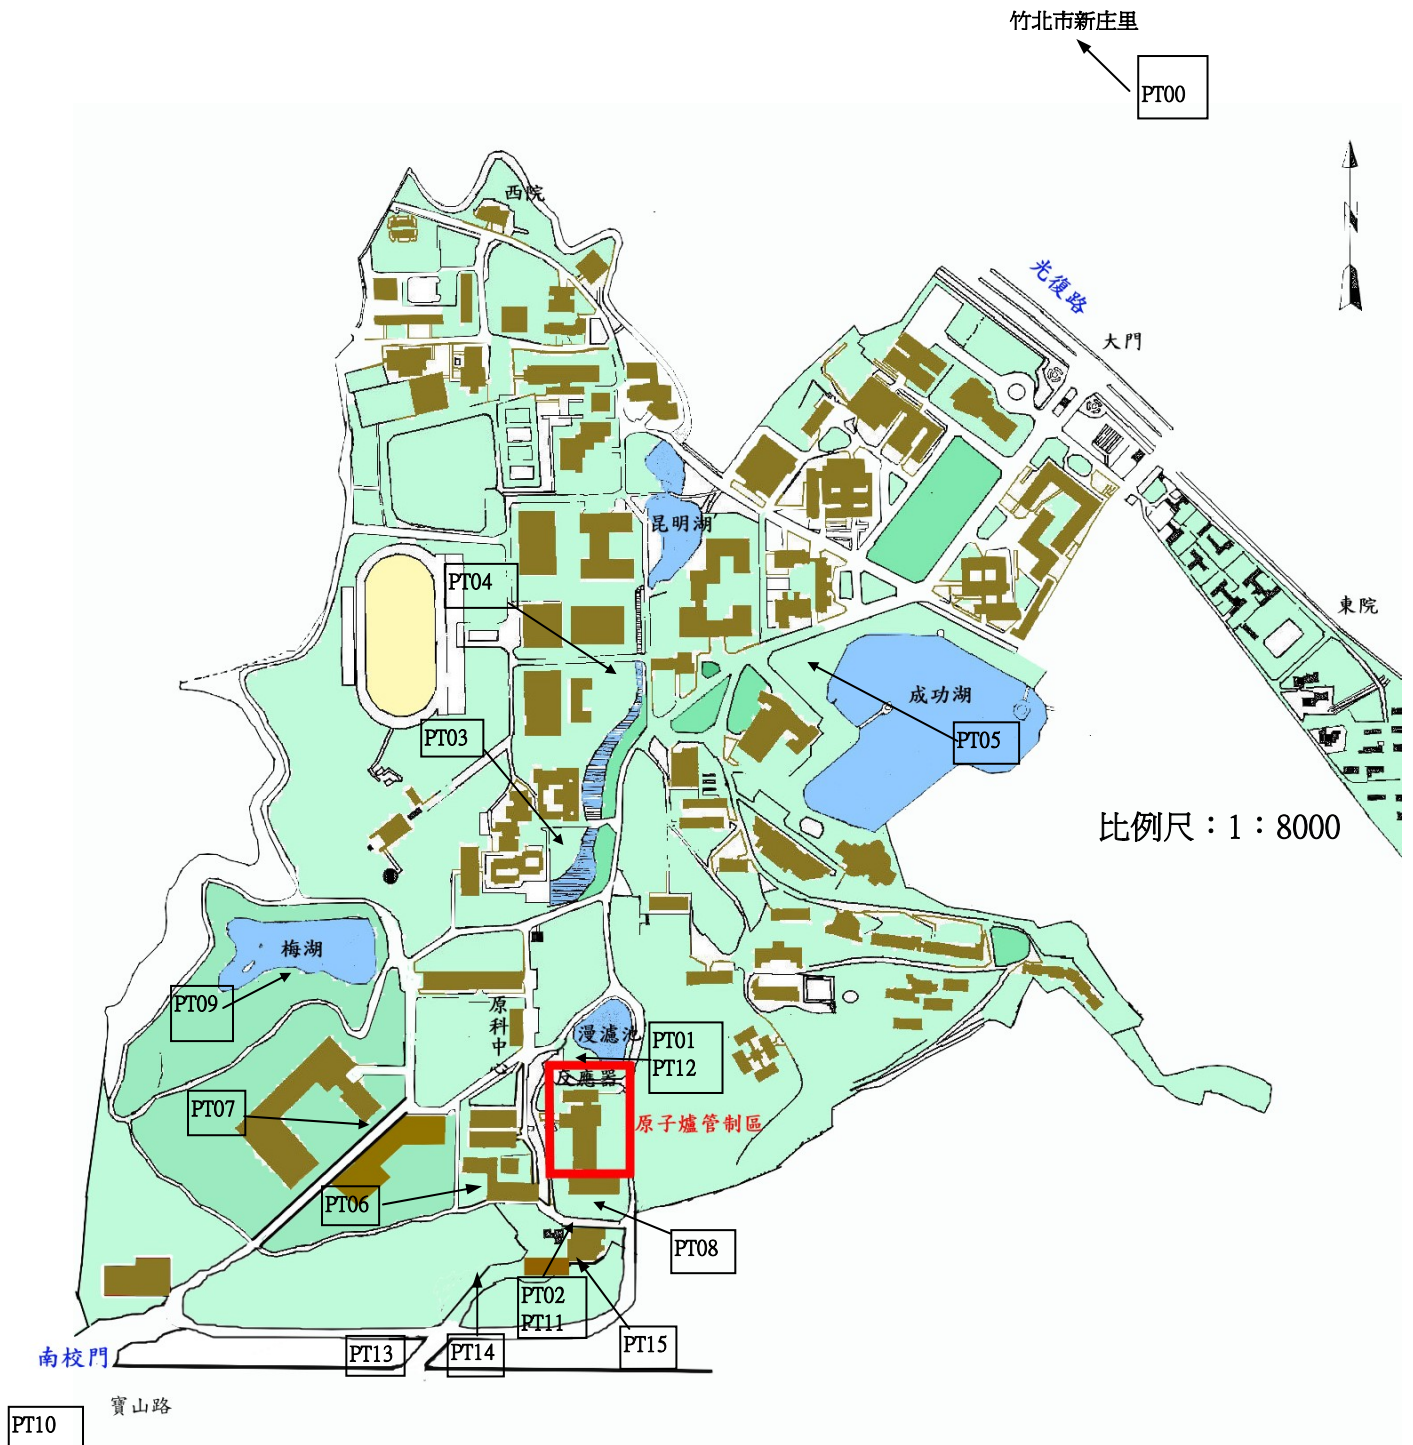 竹北市新庄里
PT00
西院
光復路
大門
昆明湖
PT04
東院
成功湖
PT03
PT05
比例尺：1：8000
梅湖
PT09
原科中心
漫濾池
PT01
PT12
反應器
PT07
原子爐管制區
PT06
PT08
PT02
PT11
PT15
PT13
PT14
南校門
寶山路
PT10